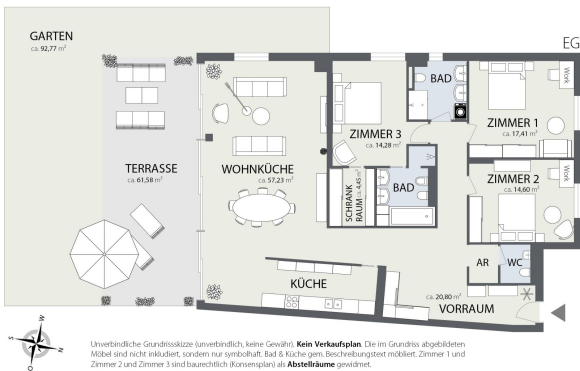 EG
GARTEN
ca. 92,77 m²
BAD
ZIMMER 1
ca. 17,41 m²
Work
ZIMMER 3
ca. 14,28 m²
TERRASSE
ca. 61,58 m²
WOHNKÜCHE
ca. 57,23 m²
SCHRANK
RAUM ca. 4.45 m²
BAD
ZIMMER 2
ca. 14,60 m²
Work
KÜCHE
AR
WC
ca. 20,80 m²
VORRAUM
W
S
N
O
Unverbindliche Grundrissskizze (unverbindlich, keine Gewähr). Kein Verkaufsplan. Die im Grundriss abgebildeten
Möbel sind nicht inkludiert, sondern nur symbolhaft. Bad & Küche gem. Beschreibungstext möbliert. Zimmer 1 und
Zimmer 2 und Zimmer 3 sind baurechtlich (Konsensplan) als Abstellräume gewidmet.